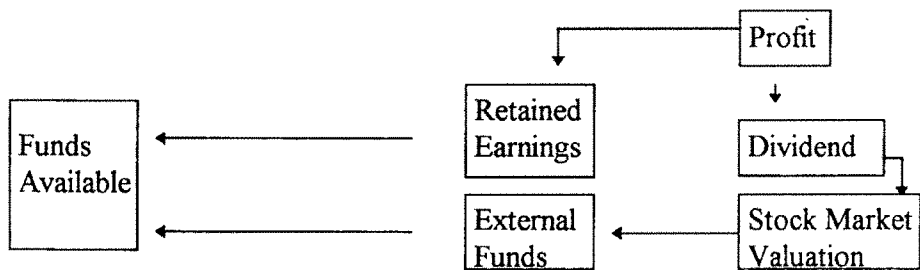 Profit
Retained
Earnings
Dividend
Funds
Available
External
Funds
Stock Market
Valuation